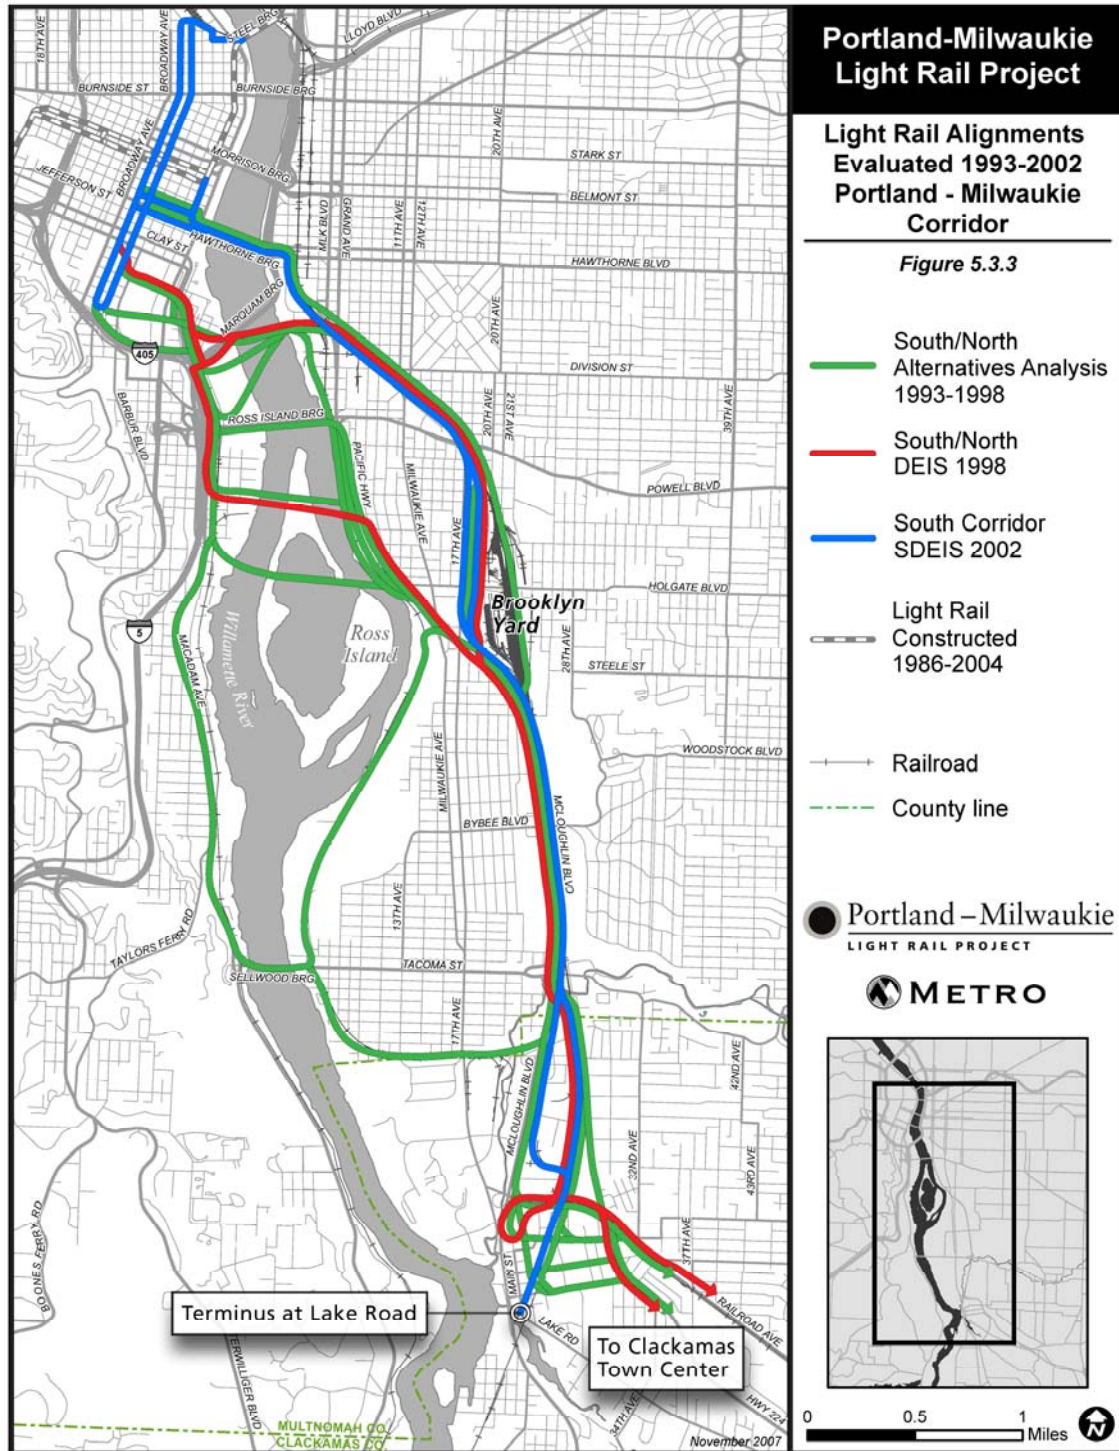 18TH AVE
BROADWAY AVE
STEEL BRG
LLOYD BLVD
BURNSIDE ST
BURNSIDE BRG
20TH AVE
BROADWAY AVE
MORRISON BRG
STARK ST
JEFFERSON ST
BELMONT ST
MLK BLVD
GRAND AVE
11TH AVE
12TH AVE
CLAY ST
HAWTHORNE BRG
HAWTHORNE BLVD
MARQUAM BRG
20TH AVE
405
DIVISION ST
BARBUR BLVD
ROSS ISLAND BRG
20TH AVE
21ST AVE
39TH AVE
PACIFIC HWY
MILWAUKIE AVE
POWELL BLVD
17TH AVE
HOLGATE BLVD
Brooklyn
Yard
5
Ross
Island
28TH AVE
STEELE ST
MACADAM AVE
Willamette River
MILWAUKIE AVE
WOODSTOCK BLVD
MCLOUGHLIN BLVD
BYBEE BLVD
13TH AVE
TAYLORS FERRY RD
TACOMA ST
SELLWOOD BRG
17TH AVE
MCLOUGHLIN BLVD
42ND AVE
32ND AVE
43RD AVE
BOONES FERRY RD
37TH AVE
MAIN ST
RAILROAD AVE
Terminus at Lake Road
LAKE RD
To Clackamas
Town Center
ERWILLIGER BLVD
34TH AVE
HWY 224
MULTNOMAH CO
CLACKAMAS CO
November 2007
Portland-Milwaukie
Light Rail Project
Light Rail Alignments
Evaluated 1993-2002
Portland - Milwaukie
Corridor
Figure 5.3.3
South/North
Alternatives Analysis
1993-1998
South/North
DEIS 1998
South Corridor
SDEIS 2002
Light Rail
Constructed
1986-2004
Railroad
County line
Portland – Milwaukie
LIGHT RAIL PROJECT
METRO
0 0.5 1
Miles
N